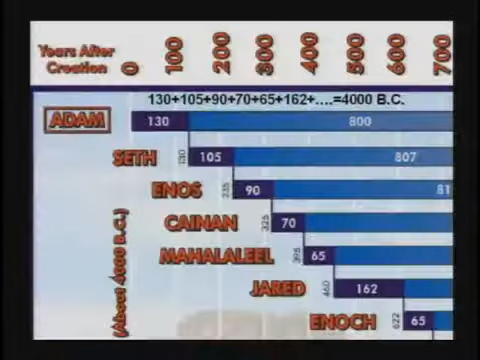 Years After
Creation
0 100 200 300 400 500 600 700
130+105+90+70+65+162+....=4000 B.C.
ADAM 130 800
SETH 130 105 807
ENOS 235 90 81
CAINAN 325 70
MAHALALEEL 395 65
JARED 460 162
ENOCH 622 65
(About 4000 B.C.)